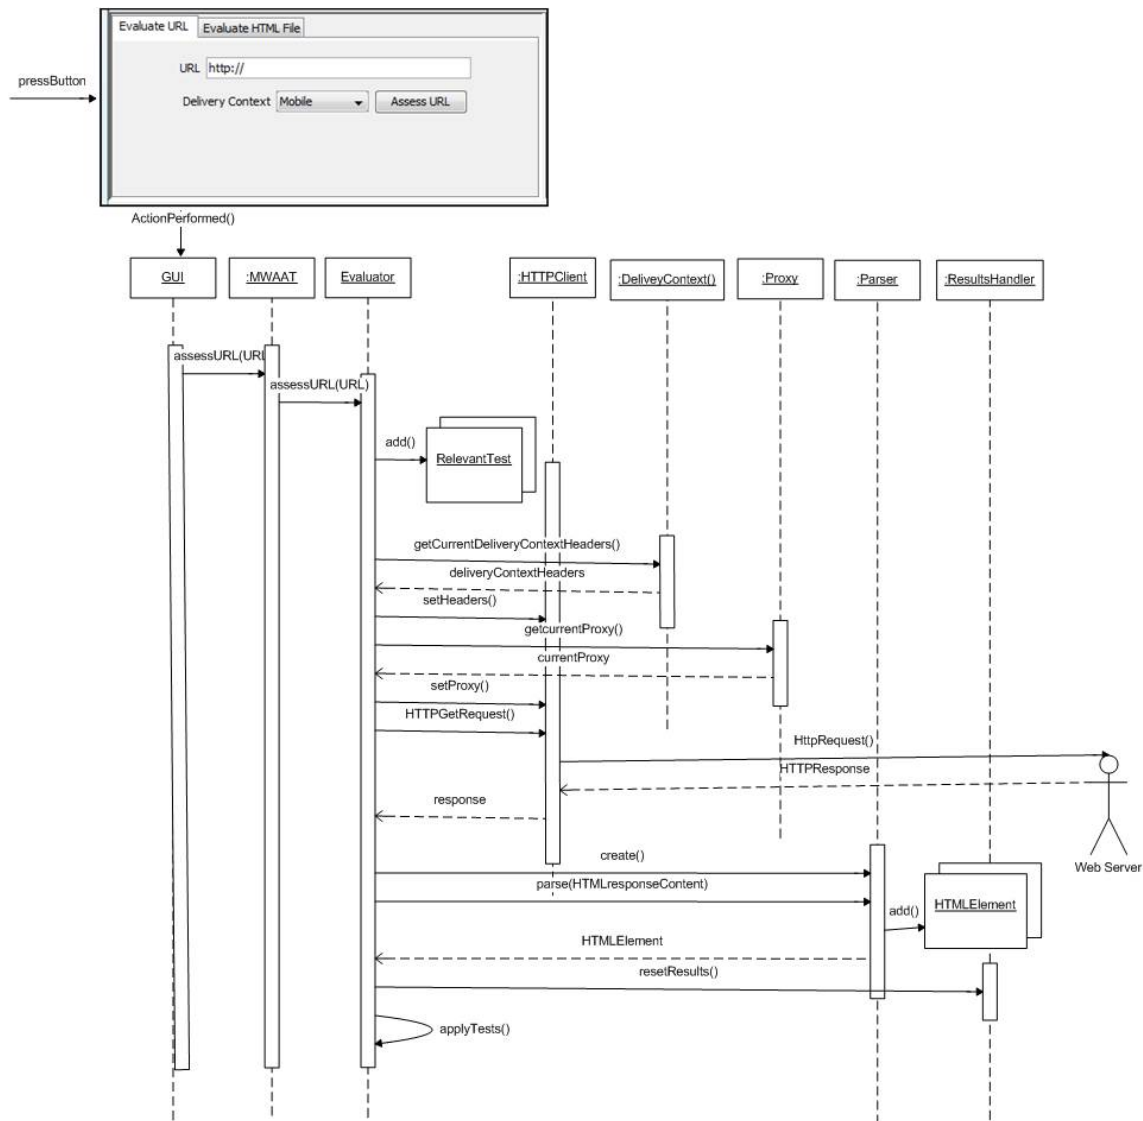 Evaluate URL Evaluate HTML File
URL http://
pressButton
Delivery Context Mobile Assess URL
ActionPerformed()
GUI :MWAAT Evaluator :HTTPClient :DeliveyContext() :Proxy :Parser :ResultsHandler
assessURL(URL
assessURL(URL)
add()
RelevantTest
getCurrentDeliveryContextHeaders()
deliveryContextHeaders
setHeaders()
getcurrentProxy()
currentProxy
setProxy()
HTTPGetRequest()
HttpRequest()
HTTPResponse
response
create()
Web Server
parse(HTMLresponseContent)
add()
HTMLElement
HTMLElement
resetResults()
applyTests()